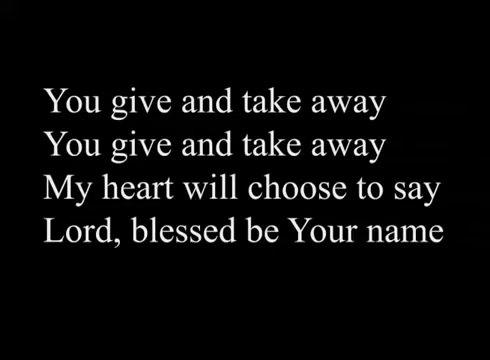 You give and take away
You give and take away
My heart will choose to say
Lord, blessed be Your name